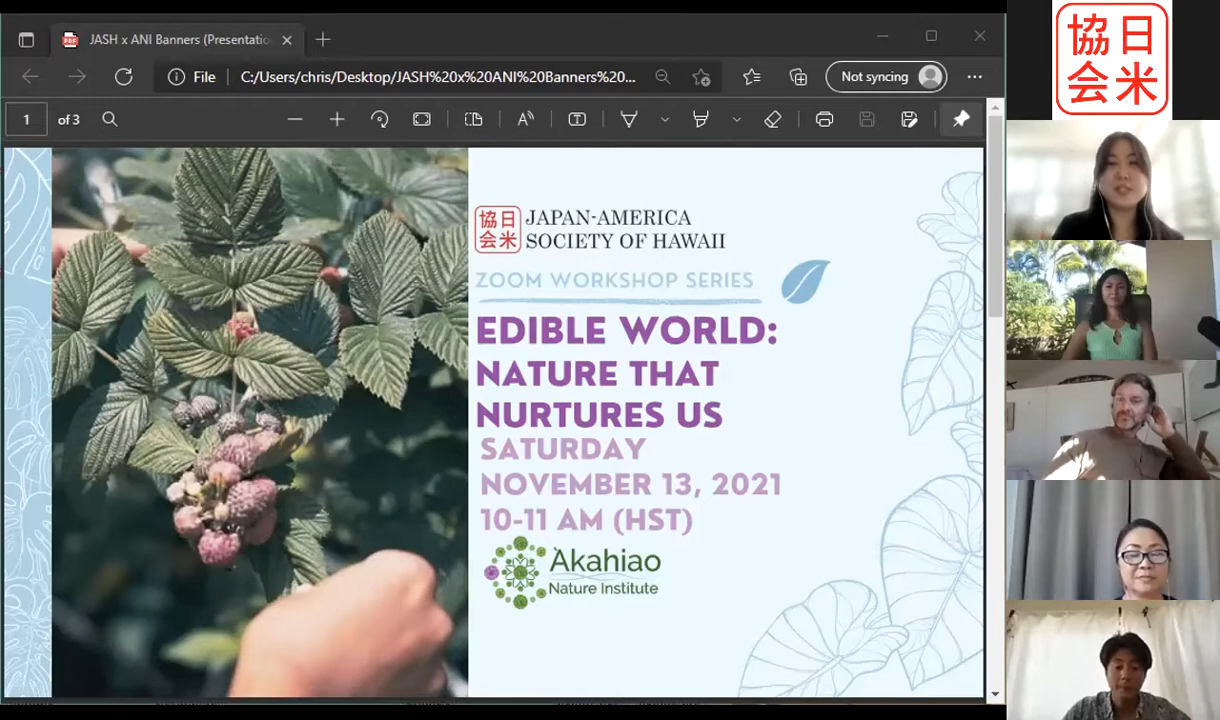 JASH x ANI Banners (Presentatio
File
C:/Users/chris/Desktop/JASH%20x%20ANI%20Banners%20...
Not syncing
1
of 3
協日
会米
JAPAN-AMERICA
SOCIETY OF HAWAII
ZOOM WORKSHOP SERIES
EDIBLE WORLD:
NATURE THAT
NURTURES US
SATURDAY
NOVEMBER 13, 2021
10-11 AM (HST)
Akahiao
Nature Institute
協日
会米